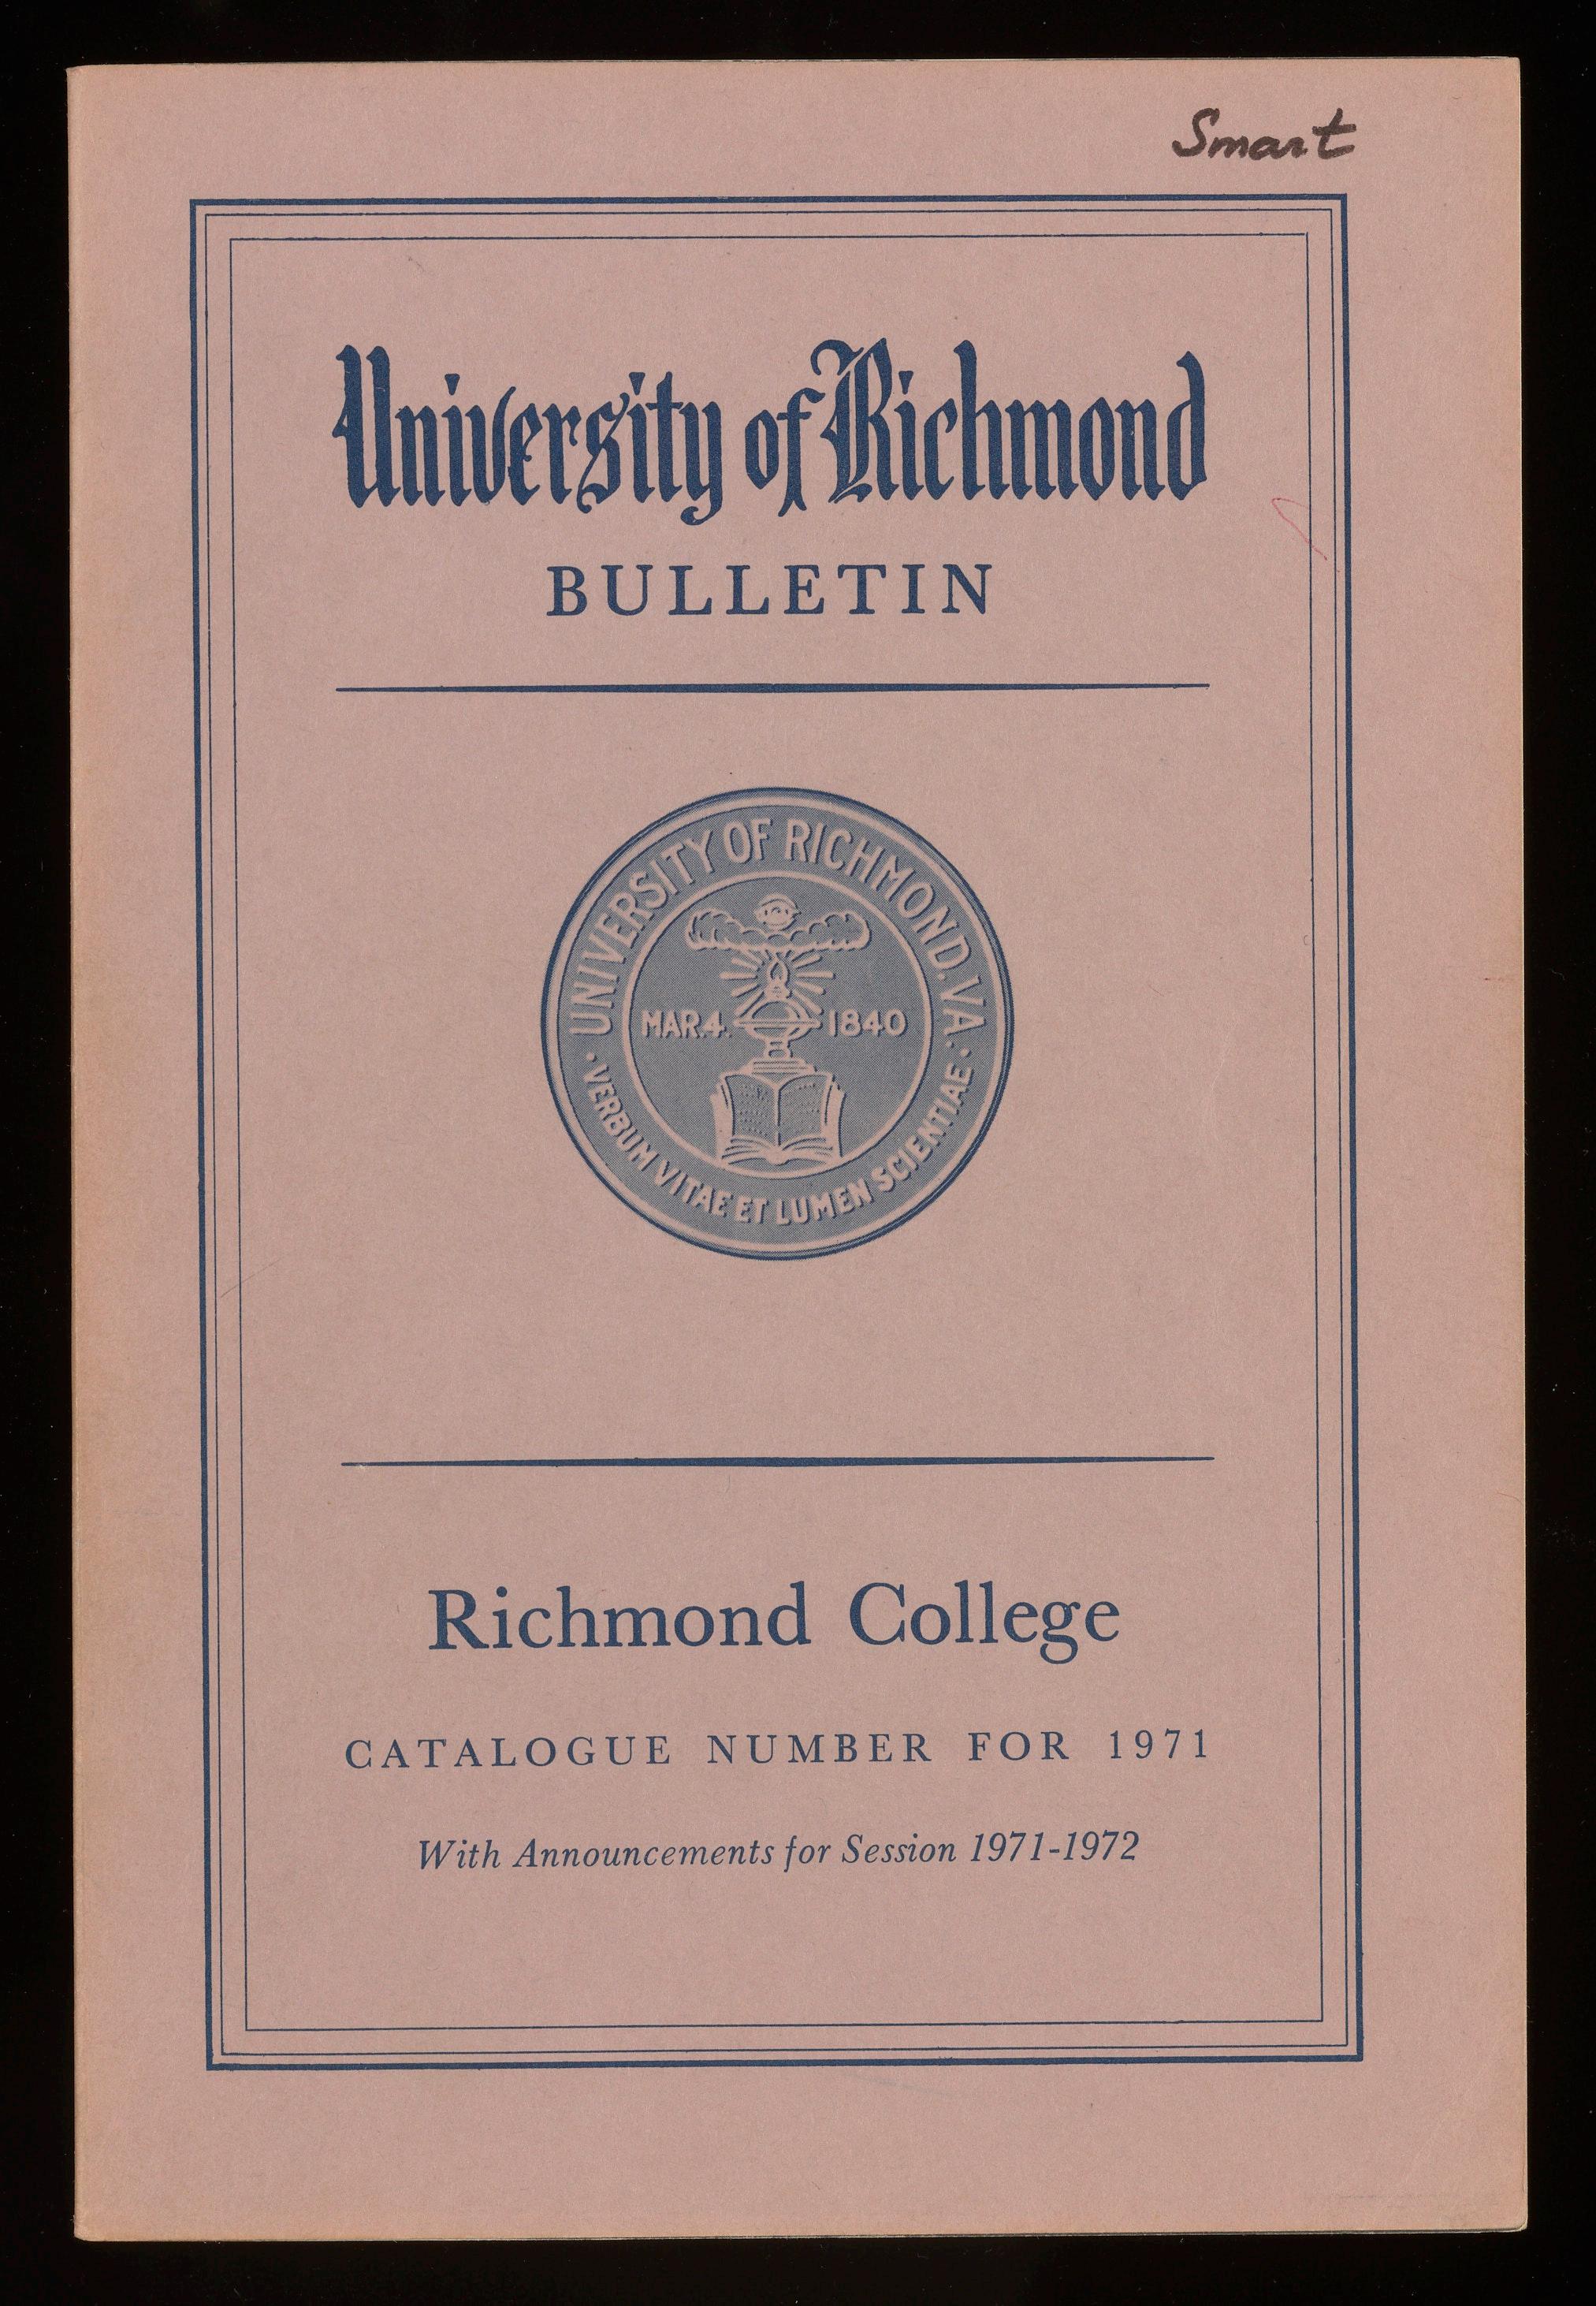 Smart
University of Richmond
BULLETIN
UNIVERSITY OF RICHMOND, VA.
MAR. 4. 1840
· VERBUM VITAE ET LUMEN SCIENTIAE ·
Richmond College
CATALOGUE NUMBER FOR 1971
With Announcements for Session 1971-1972